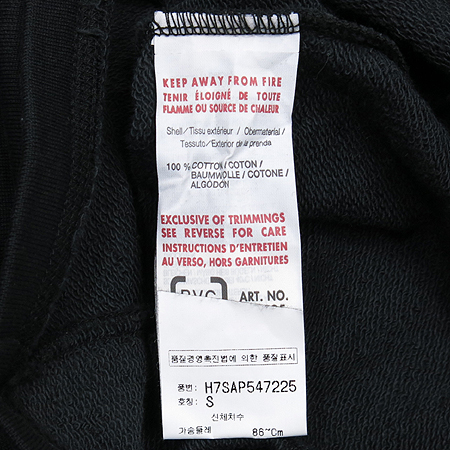 KEEP AWAY FROM FIRE
TENIR ÉLOIGNÉ DE TOUTE
FLAMME OU SOURCE DE CHALEUR
Shell/Tissu extérieur / Obermaterial/
Tessuto/Exterior de la prenda
100 % COTTON/COTON/
BAUMWOLLE/COTONE/
ALGODON
EXCLUSIVE OF TRIMMINGS
SEE REVERSE FOR CARE
INSTRUCTIONS D'ENTRETIEN
AU VERSO, HORS GARNITURES
ART. NO.
품질경영촉진법에 의한 품질표시
품번: H7SAP547225
호칭: S
신체치수
가슴둘레 86~Cm